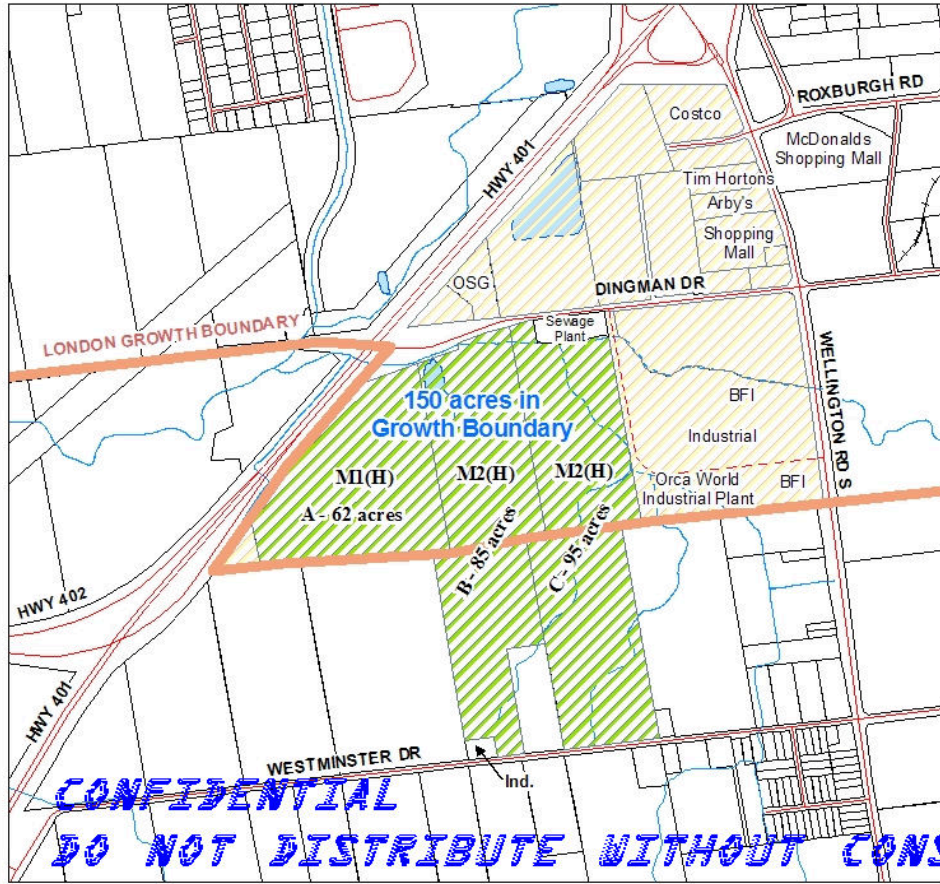 ROXBURGH RD
Costco
McDonalds
Shopping Mall
HWY 401
Tim Hortons
Arby's
Shopping
Mall
OSG
DINGMAN DR
Sewage
Plant
LONDON GROWTH BOUNDARY
WELLINGTON RD S
150 acres in
Growth Boundary
BFI
Industrial
M1(H)
M2(H)
M2(H)
Orca World
Industrial Plant
BFI
A - 62 acres
B - 85 acres
C - 95 acres
HWY 402
HWY 401
WESTMINSTER DR
Ind.
CONFIDENTIAL
DO NOT DISTRIBUTE WITHOUT CONS